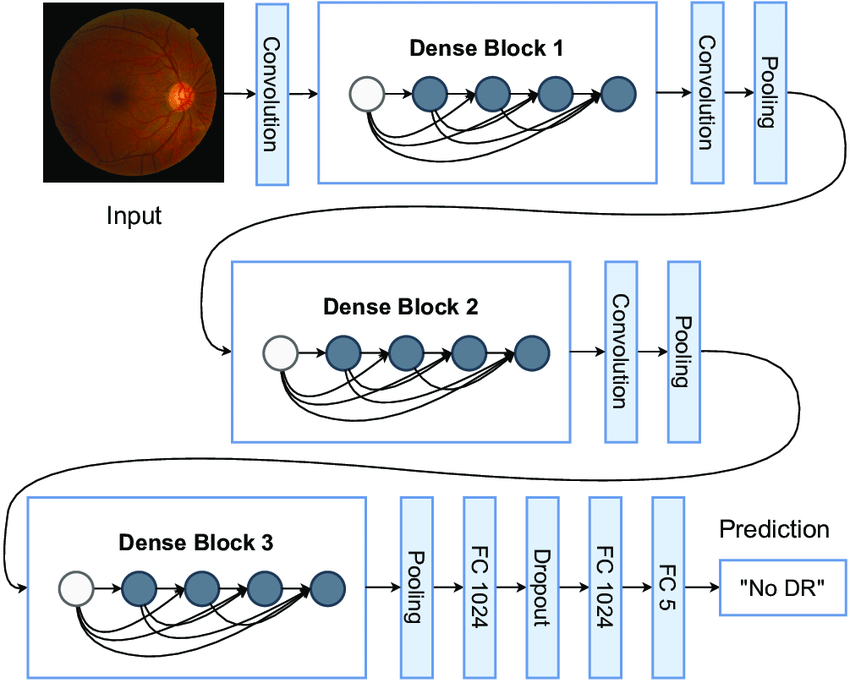 Input
Convolution
Dense Block 1
Convolution
Pooling
Dense Block 2
Convolution
Pooling
Dense Block 3
Pooling
FC 1024
Dropout
FC 1024
FC 5
Prediction
"No DR"